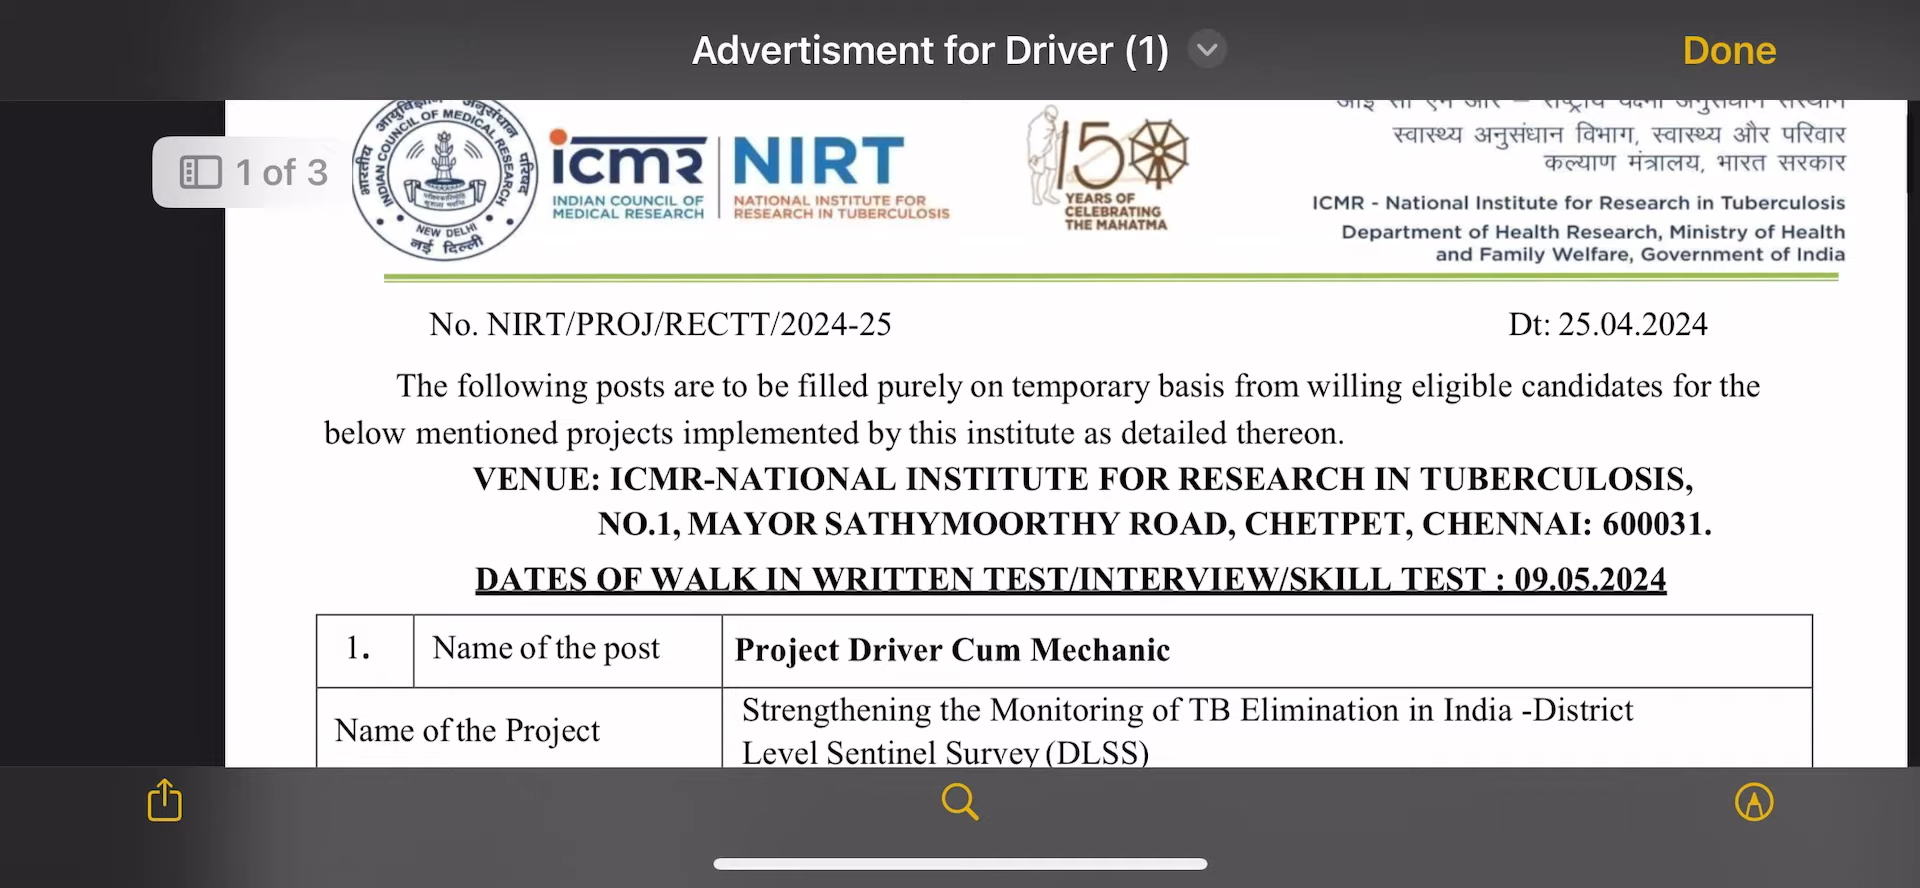 Advertisment for Driver (1)
Done
1 of 3
INDIAN COUNCIL OF MEDICAL RESEARCH
भारतीय आयुर्विज्ञान अनुसंधान परिषद
NEW DELHI
नई दिल्ली
icmr
INDIAN COUNCIL OF
MEDICAL RESEARCH
NIRT
NATIONAL INSTITUTE FOR
RESEARCH IN TUBERCULOSIS
150
YEARS OF
CELEBRATING
THE MAHATMA
आई सी एम आर – राष्ट्रीय यक्ष्मा अनुसंधान संस्थान
स्वास्थ्य अनुसंधान विभाग, स्वास्थ्य और परिवार
कल्याण मंत्रालय, भारत सरकार
ICMR - National Institute for Research in Tuberculosis
Department of Health Research, Ministry of Health
and Family Welfare, Government of India
No. NIRT/PROJ/RECTT/2024-25
Dt: 25.04.2024
The following posts are to be filled purely on temporary basis from willing eligible candidates for the
below mentioned projects implemented by this institute as detailed thereon.
VENUE: ICMR-NATIONAL INSTITUTE FOR RESEARCH IN TUBERCULOSIS,
NO.1, MAYOR SATHYMOORTHY ROAD, CHETPET, CHENNAI: 600031.
DATES OF WALK IN WRITTEN TEST/INTERVIEW/SKILL TEST : 09.05.2024
1. Name of the post Project Driver Cum Mechanic
Name of the Project Strengthening the Monitoring of TB Elimination in India -District
Level Sentinel Survey (DLSS)